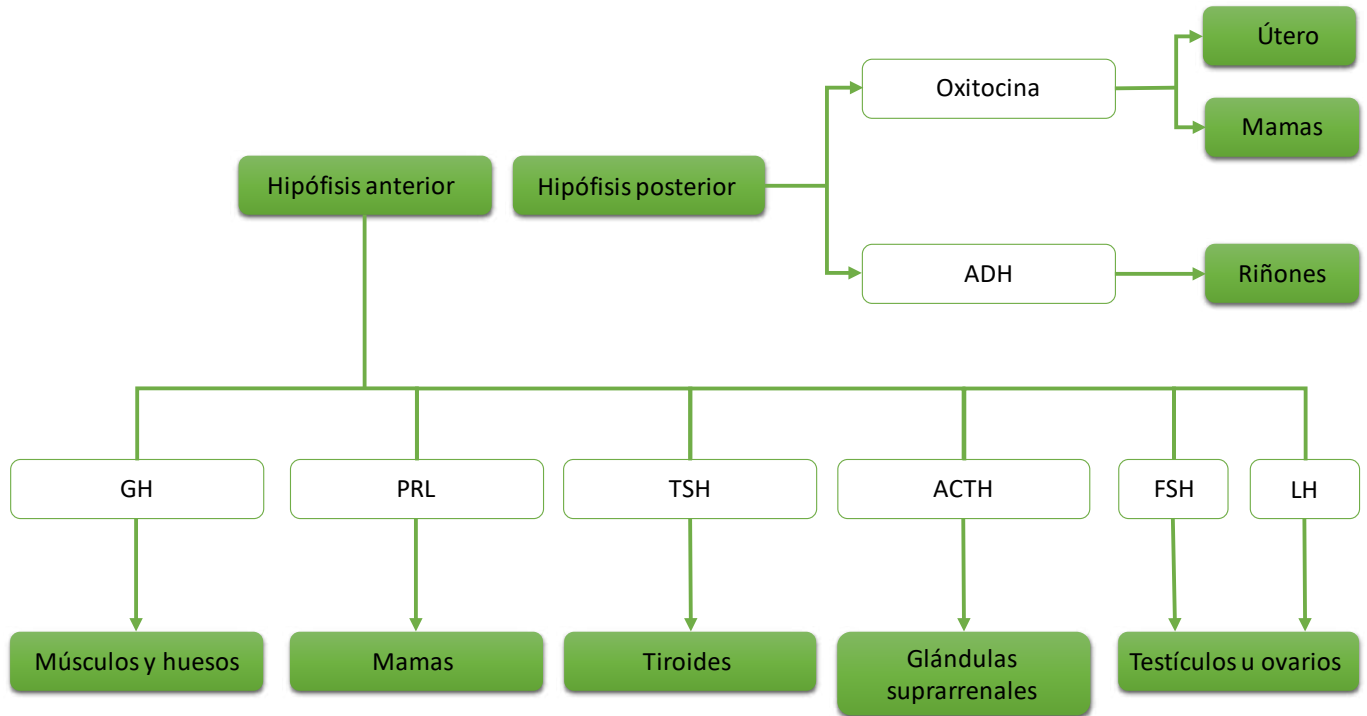 Útero
Oxitocina
Mamas
Hipófisis anterior
Hipófisis posterior
ADH
Riñones
GH
PRL
TSH
ACTH
FSH
LH
Músculos y huesos
Mamas
Tiroides
Glándulas
suprarrenales
Testículos u ovarios